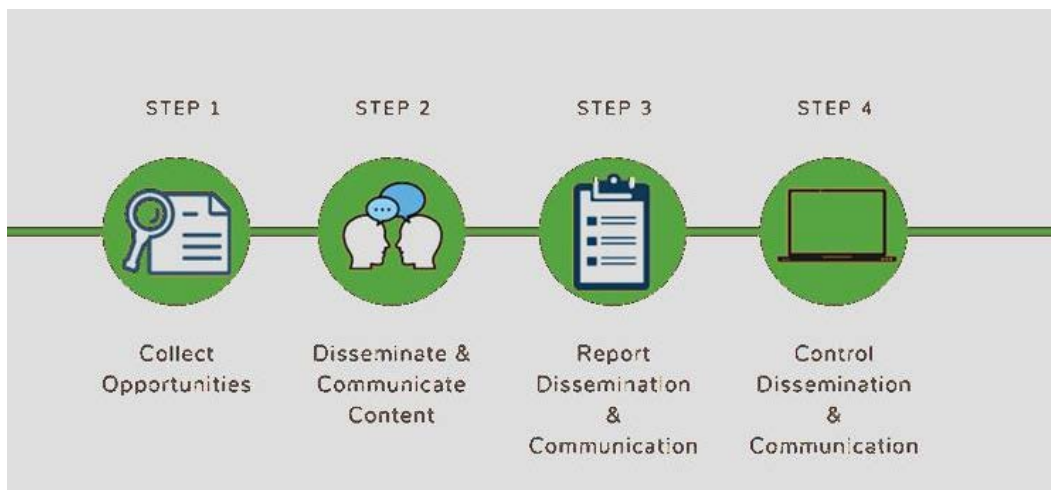 STEP 1
Collect
Opportunities
STEP 2
Disseminate &
Communicate
Content
STEP 3
Report
Dissemination
&
Communication
STEP 4
Control
Dissemination
&
Communication